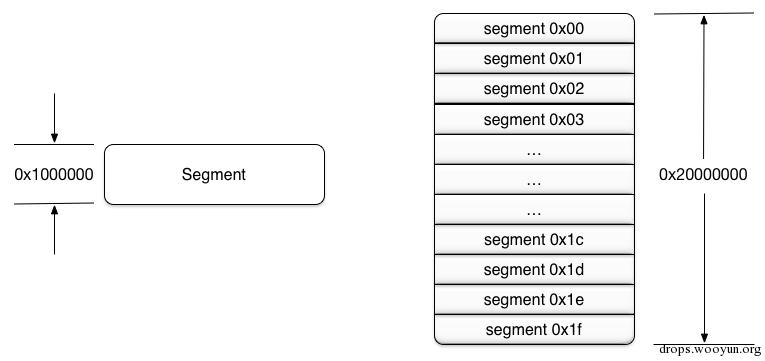 0x1000000
Segment
segment 0x00
segment 0x01
segment 0x02
segment 0x03
...
...
...
segment 0x1c
segment 0x1d
segment 0x1e
segment 0x1f
0x20000000
drops.wooyun.org